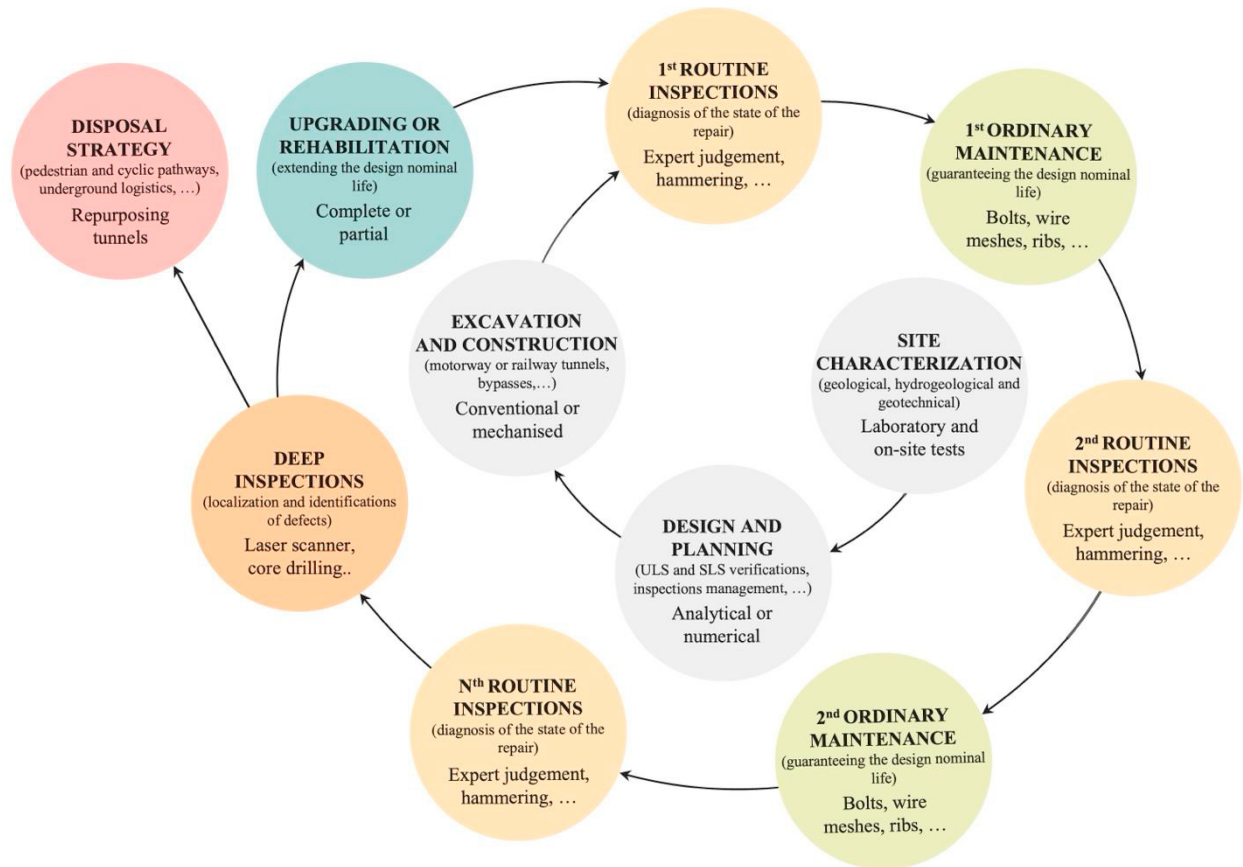 DISPOSAL
STRATEGY
(pedestrian and cyclic pathways,
underground logistics, …)
Repurposing
tunnels
UPGRADING OR
REHABILITATION
(extending the design nominal
life)
Complete or
partial
1st ROUTINE
INSPECTIONS
(diagnosis of the state of the
repair)
Expert judgement,
hammering, …
1st ORDINARY
MAINTENANCE
(guaranteeing the design nominal
life)
Bolts, wire
meshes, ribs, …
EXCAVATION
AND CONSTRUCTION
(motorway or railway tunnels,
bypasses,…)
Conventional or
mechanised
SITE
CHARACTERIZATION
(geological, hydrogeological and
geotechnical)
Laboratory and
on-site tests
2nd ROUTINE
INSPECTIONS
(diagnosis of the state of the
repair)
Expert judgement,
hammering, …
DEEP
INSPECTIONS
(localization and identifications
of defects)
Laser scanner,
core drilling..
DESIGN AND
PLANNING
(ULS and SLS verifications,
inspections management, …)
Analytical or
numerical
Nth ROUTINE
INSPECTIONS
(diagnosis of the state of the
repair)
Expert judgement,
hammering, …
2nd ORDINARY
MAINTENANCE
(guaranteeing the design nominal
life)
Bolts, wire
meshes, ribs, …